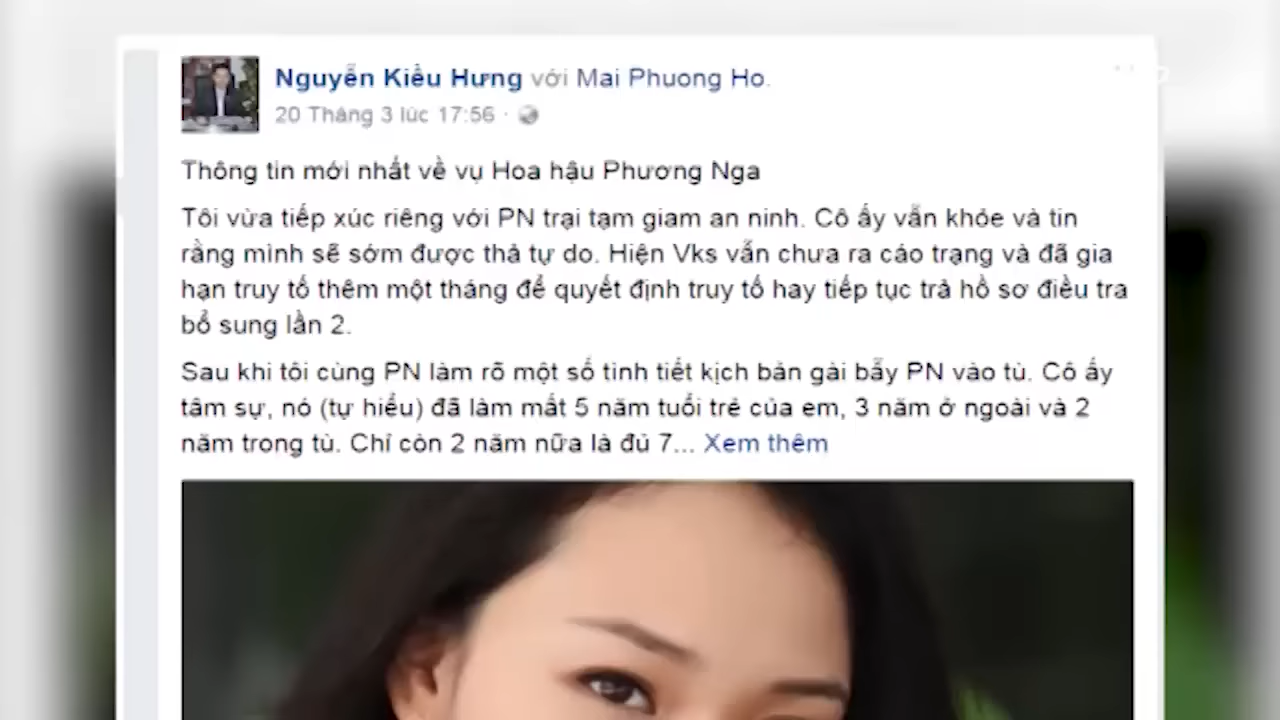 Nguyễn Kiều Hưng với Mai Phuong Ho.
20 Tháng 3 lúc 17:56 ·
Thông tin mới nhất về vụ Hoa hậu Phương Nga
Tôi vừa tiếp xúc riêng với PN trại tạm giam an ninh. Cô ấy vẫn khỏe và tin
rằng mình sẽ sớm được thả tự do. Hiện Vks vẫn chưa ra cáo trạng và đã gia
hạn truy tố thêm một tháng để quyết định truy tố hay tiếp tục trả hồ sơ điều tra
bổ sung lần 2.
Sau khi tôi cùng PN làm rõ một số tình tiết kịch bản gài bẫy PN vào tù. Cô ấy
tâm sự, nó (tự hiểu) đã làm mất 5 năm tuổi trẻ của em, 3 năm ở ngoài và 2
năm trong tù. Chỉ còn 2 năm nữa là đủ 7... Xem thêm